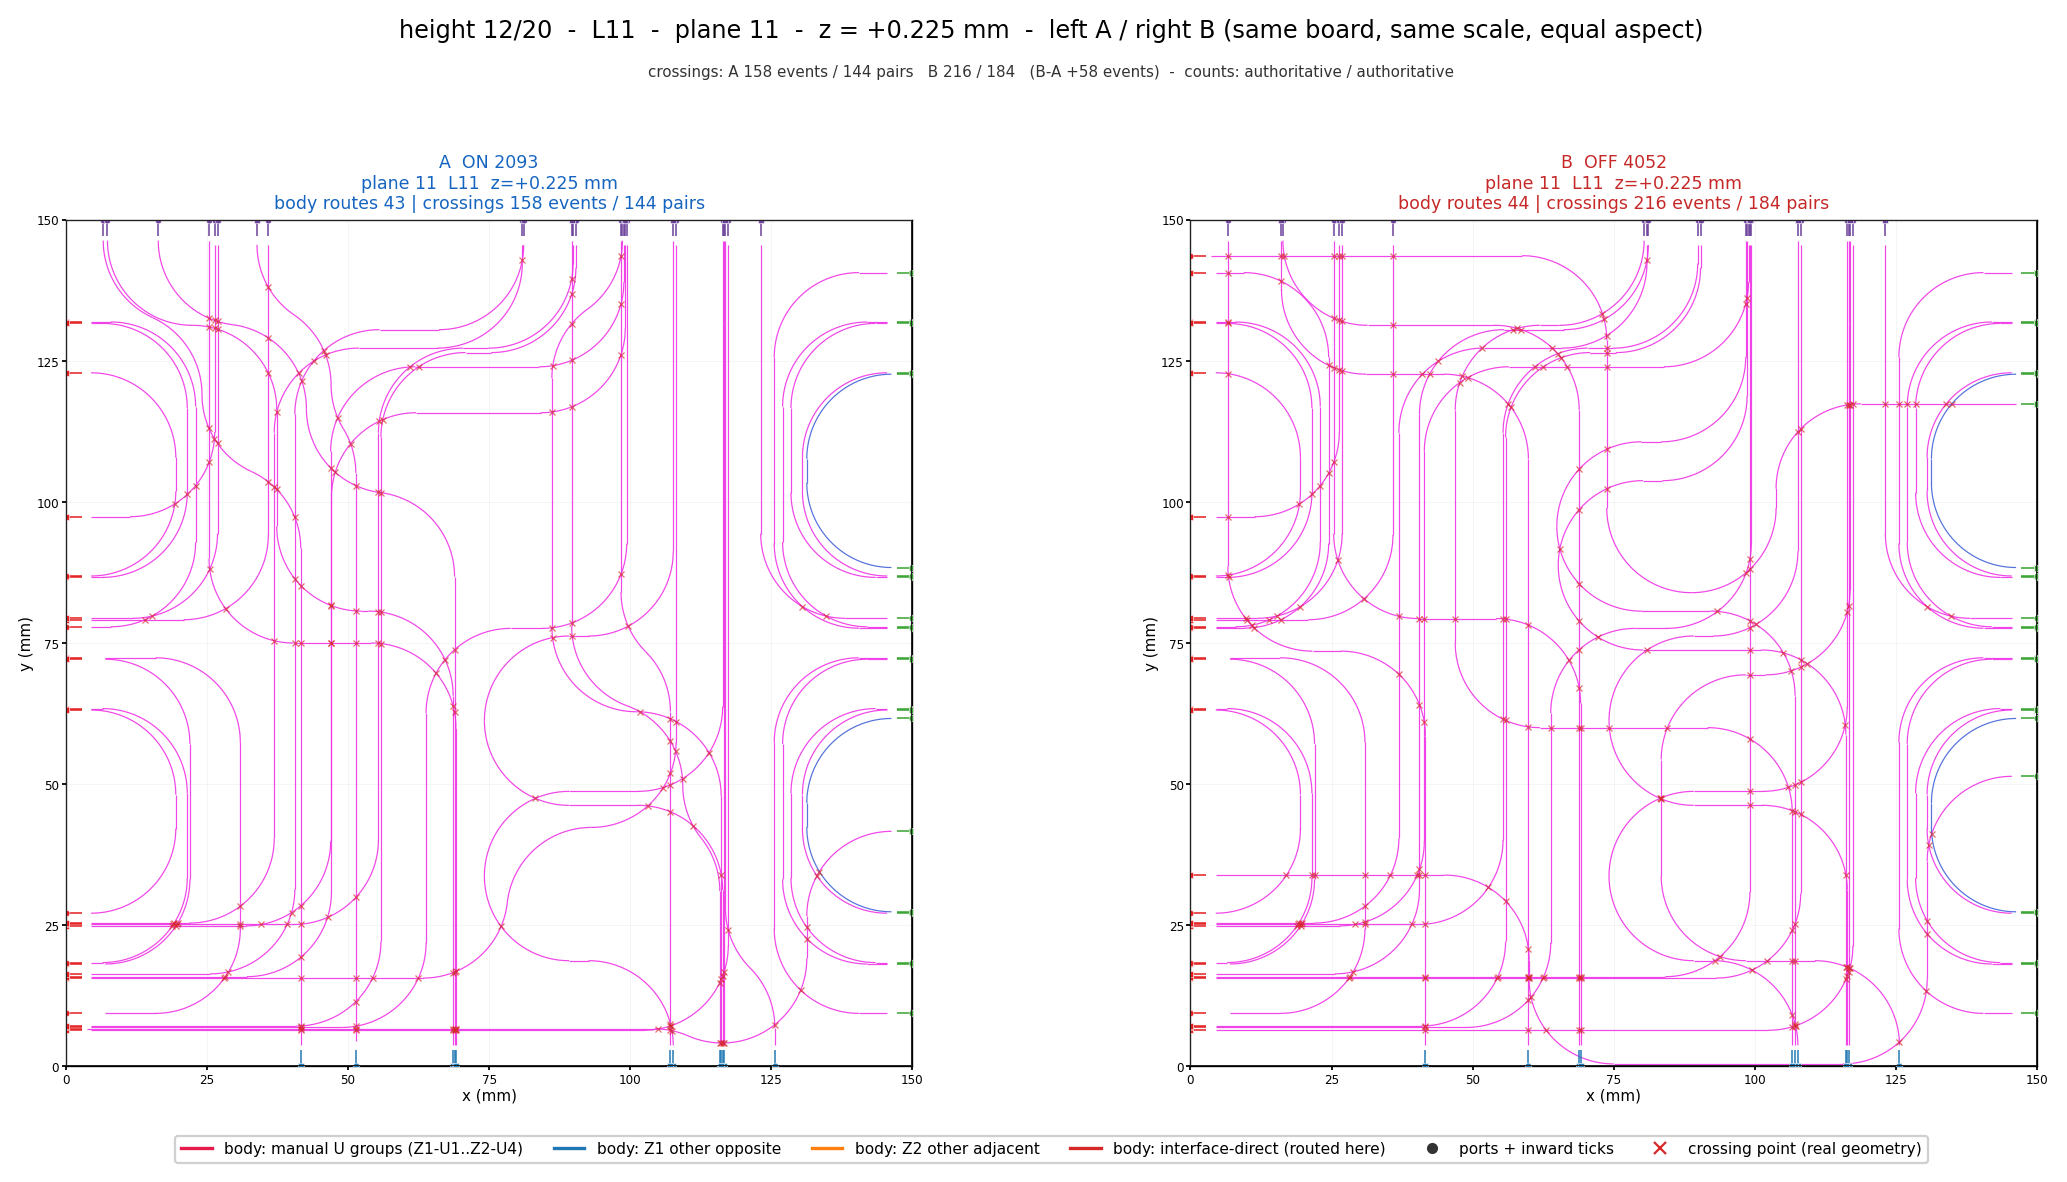 height 12/20  -  L11  -  plane 11  -  z = +0.225 mm  -  left A / right B (same board, same scale, equal aspect)
crossings: A 158 events / 144 pairs   B 216 / 184   (B-A +58 events)  -  counts: authoritative / authoritative
A  ON 2093
plane 11  L11  z=+0.225 mm
body routes 43 | crossings 158 events / 144 pairs
150
125
100
75
50
25
0
y (mm)
0
25
50
75
100
125
150
x (mm)
B  OFF 4052
plane 11  L11  z=+0.225 mm
body routes 44 | crossings 216 events / 184 pairs
150
125
100
75
50
25
0
y (mm)
0
25
50
75
100
125
150
x (mm)
body: manual U groups (Z1-U1..Z2-U4)
body: Z1 other opposite
body: Z2 other adjacent
body: interface-direct (routed here)
ports + inward ticks
crossing point (real geometry)